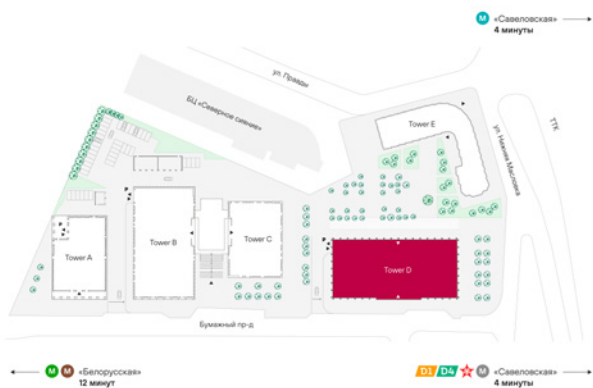 М «Савеловская»
4 минуты
ул. Правды
БЦ «Северное сияние»
ТТК
Tower E
ул. Нижняя Масловка
P
P
P
Tower B
Tower C
Tower A
Tower D
Бумажный пр-д
М М «Белорусская»
12 минут
D1 D4 М «Савеловская»
4 минуты